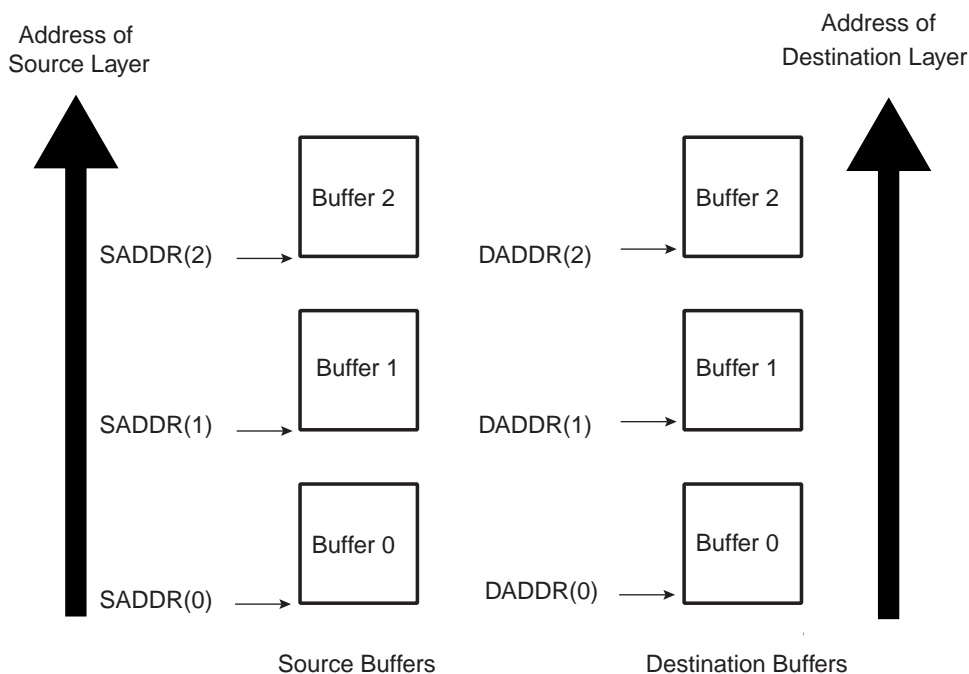 Address of
Source Layer
Address of
Destination Layer
Buffer 2
Buffer 2
SADDR(2)
DADDR(2)
Buffer 1
Buffer 1
SADDR(1)
DADDR(1)
Buffer 0
Buffer 0
SADDR(0)
DADDR(0)
Source Buffers
Destination Buffers